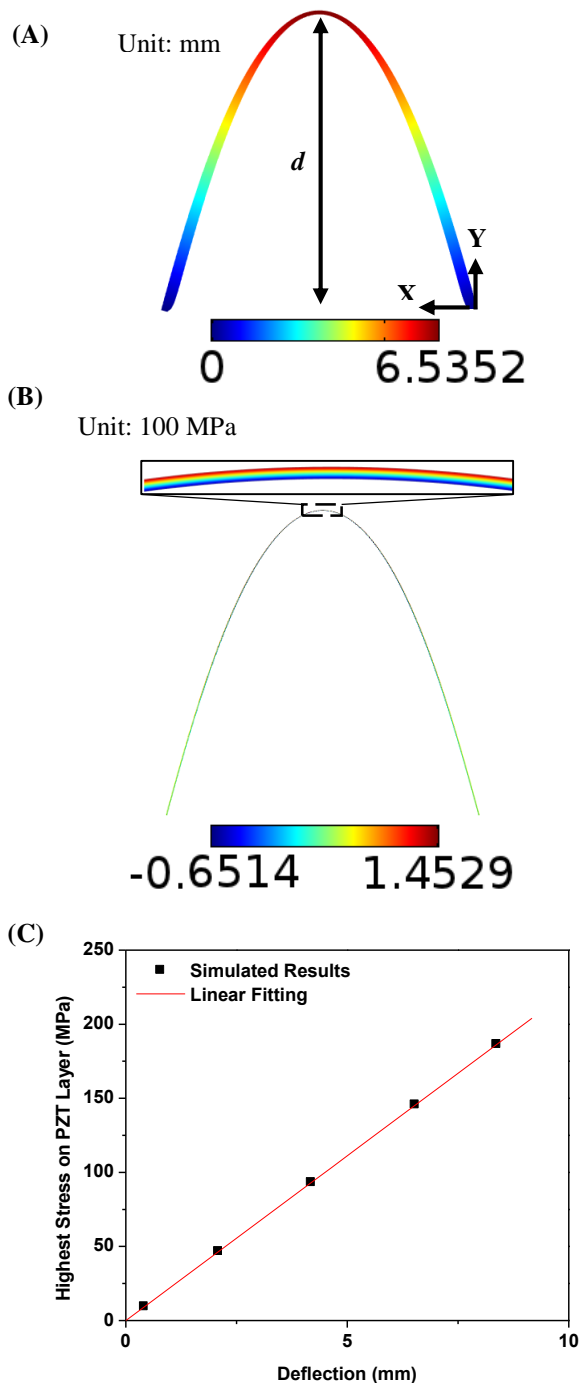 (A)
Unit: mm
d
Y
X
0 6.5352
(B)
Unit: 100 MPa
-0.6514 1.4529
(C)
Highest Stress on PZT Layer (MPa)
250
200
150
100
50
0
Simulated Results
Linear Fitting
0 5 10
Deflection (mm)